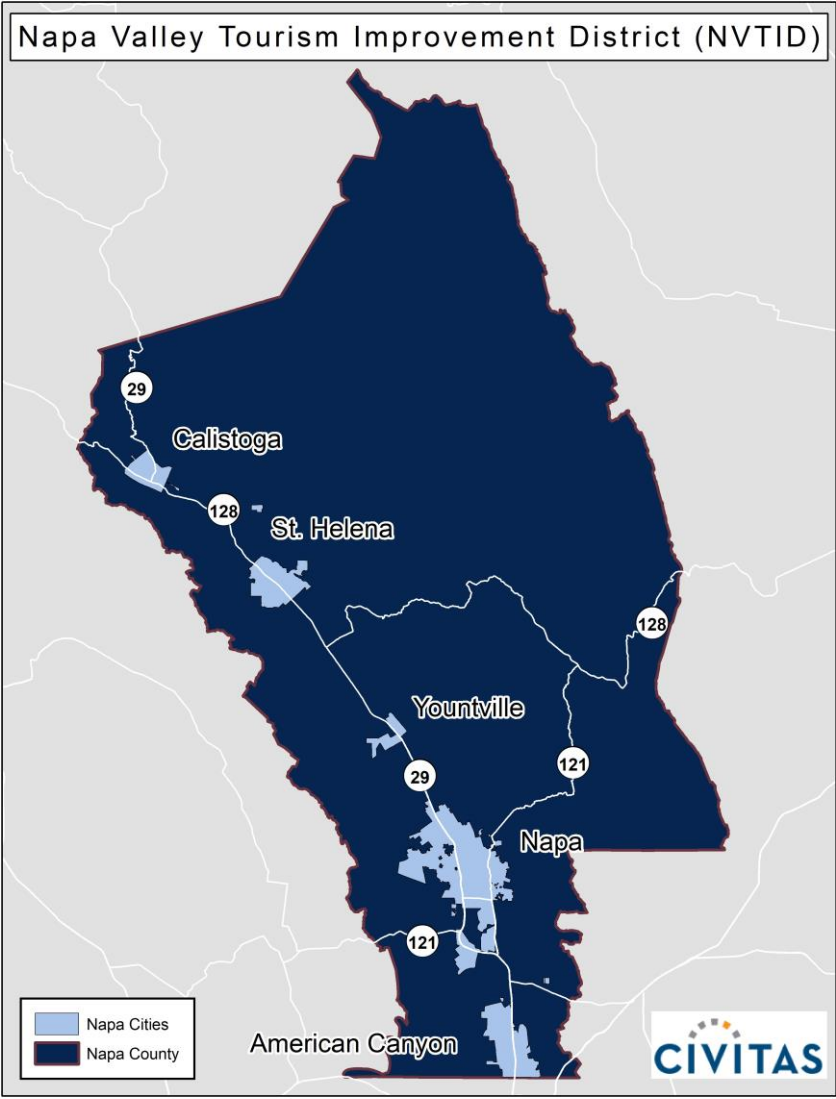 Napa Valley Tourism Improvement District (NVTID)
29
Calistoga
128
St. Helena
128
Yountville
29
121
Napa
121
American Canyon
Napa Cities
Napa County
CIVITAS